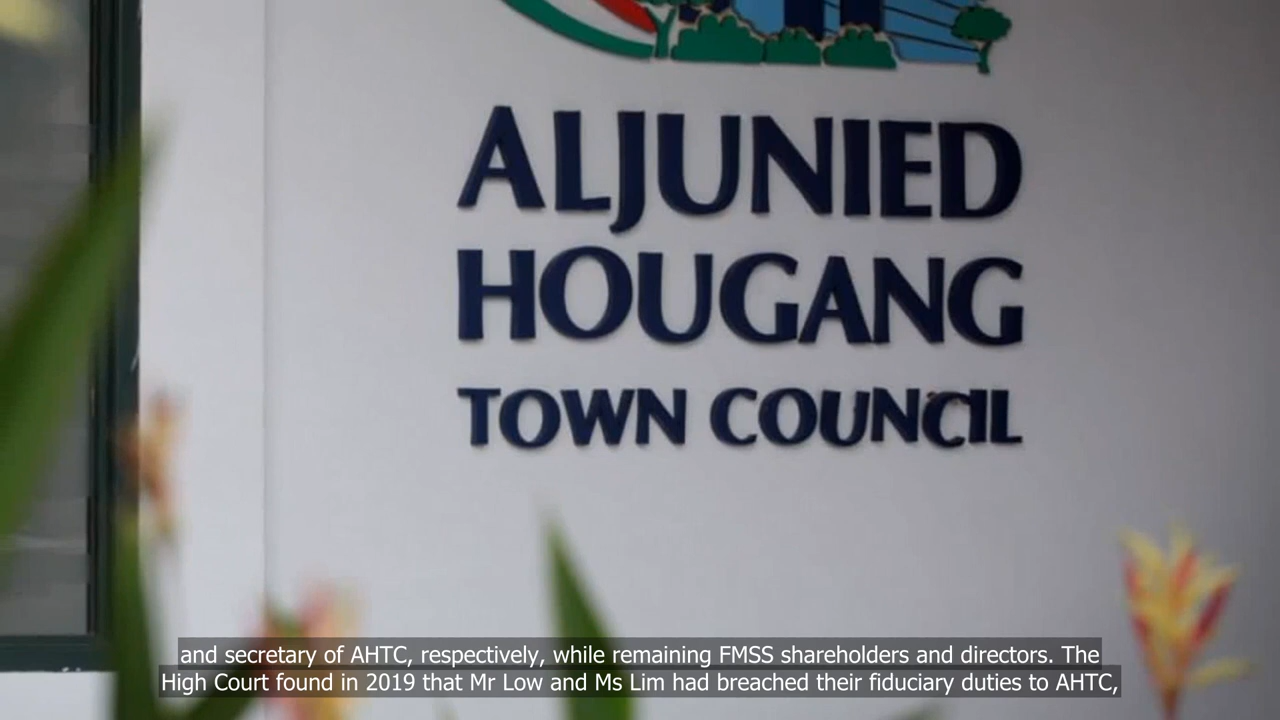 ALJUNIED
HOUGANG
TOWN COUNCIL
and secretary of AHTC, respectively, while remaining FMSS shareholders and directors. The
High Court found in 2019 that Mr Low and Ms Lim had breached their fiduciary duties to AHTC,